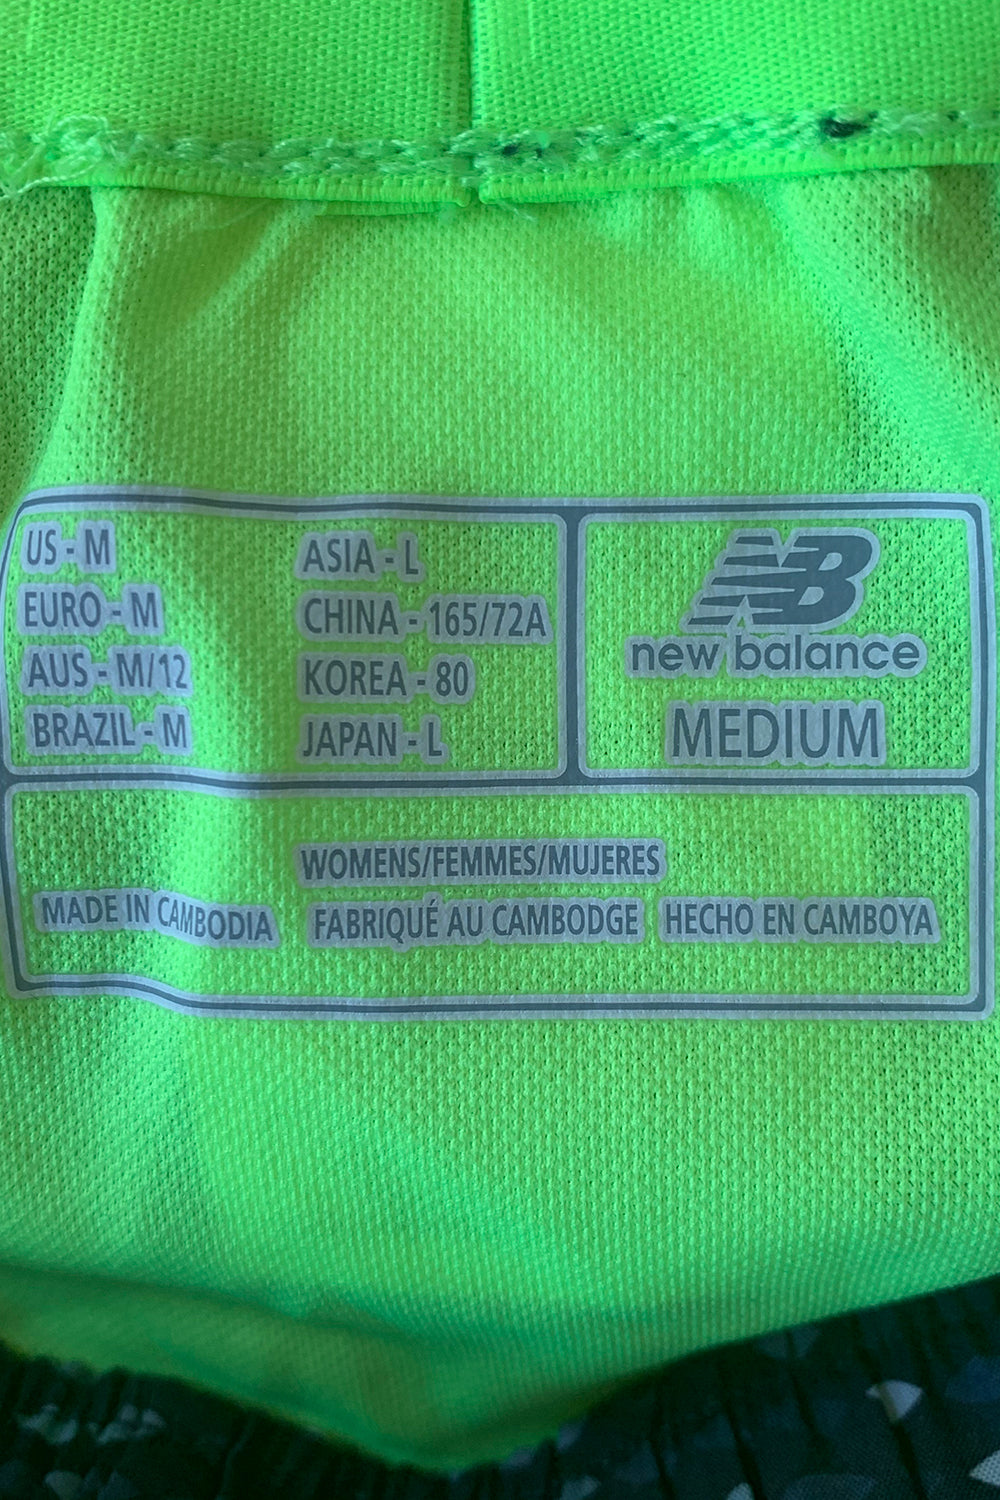 US - M
EURO - M
AUS - M/12
BRAZIL - M
ASIA - L
CHINA - 165/72A
KOREA - 80
JAPAN - L
NB
new balance
MEDIUM
WOMENS/FEMMES/MUJERES
MADE IN CAMBODIA FABRIQUÉ AU CAMBODGE HECHO EN CAMBOYA